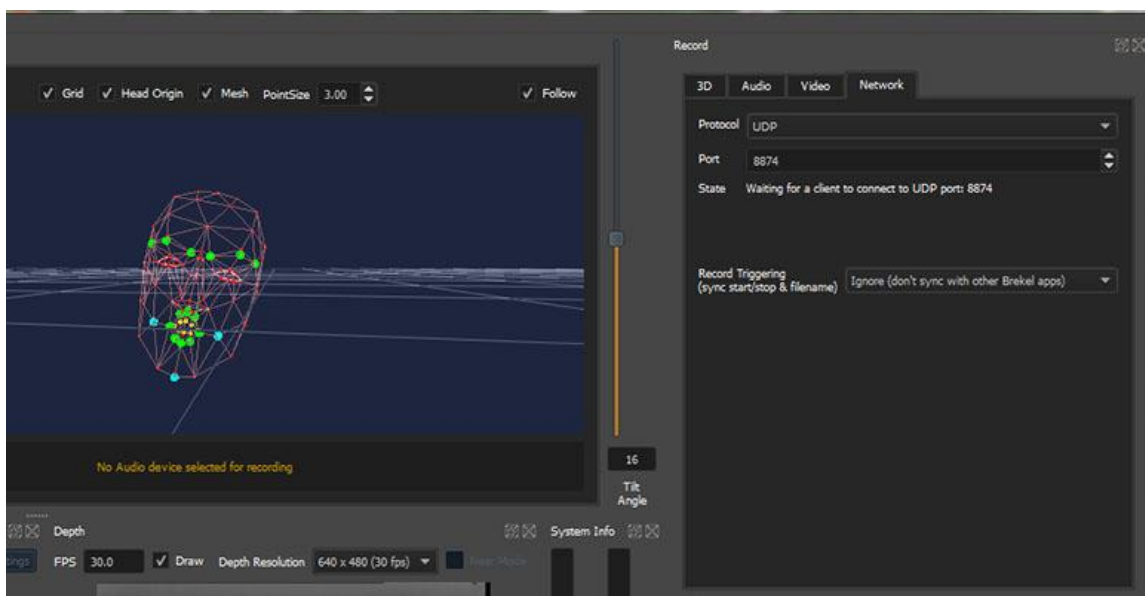 Record
Grid Head Origin Mesh PointSize 3.00 Follow
3D Audio Video Network
Protocol UDP
Port 8874
State Waiting for a client to connect to UDP port: 8874
Record Triggering
(sync start/stop & filename) Ignore (don't sync with other Brekel apps)
No Audio device selected for recording
16
Tilt
Angle
Depth System Info
FPS 30.0 Draw Depth Resolution 640 x 480 (30 fps) Near Mode